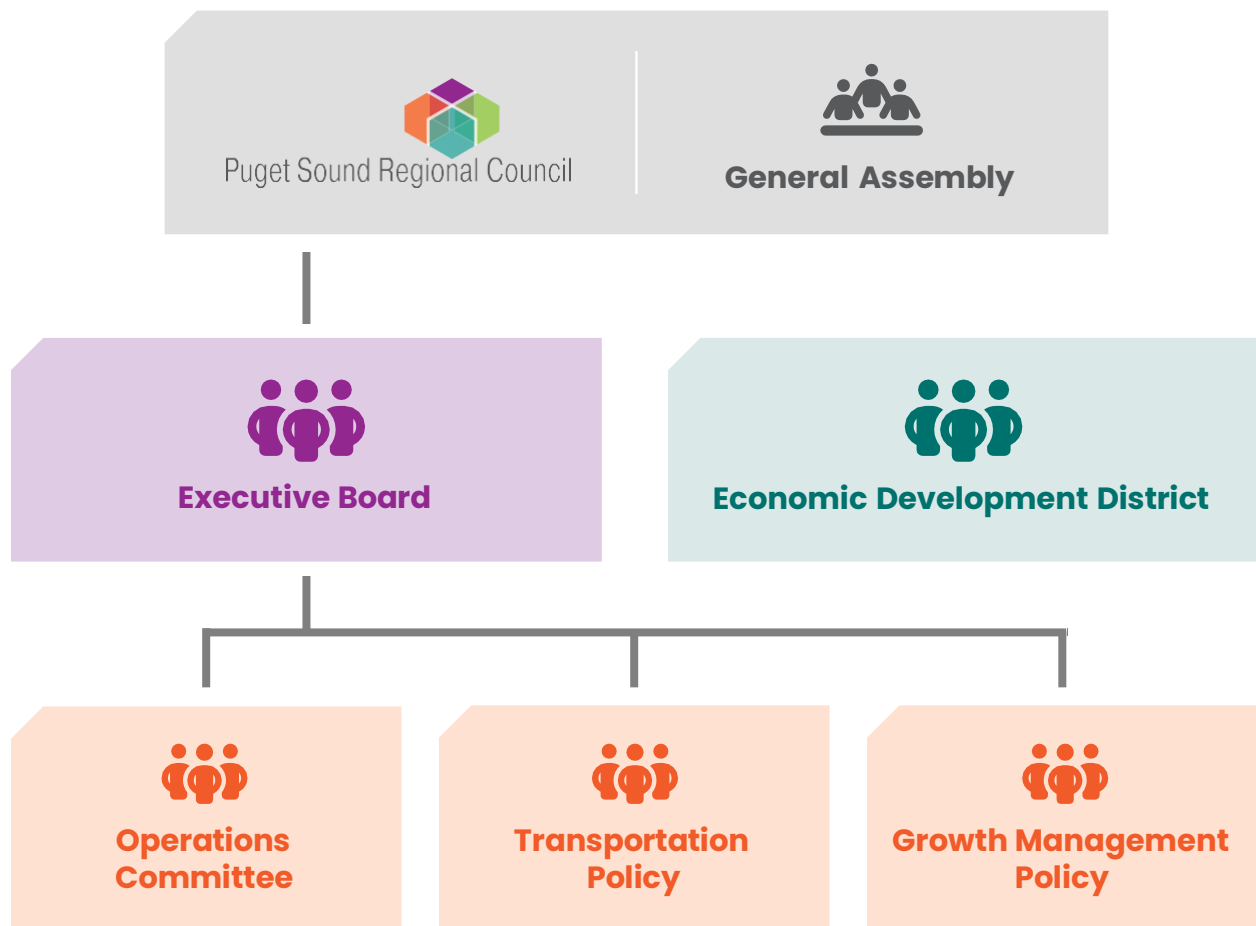 Puget Sound Regional Council
General Assembly
Executive Board
Economic Development District
Operations
Committee
Transportation
Policy
Growth Management
Policy